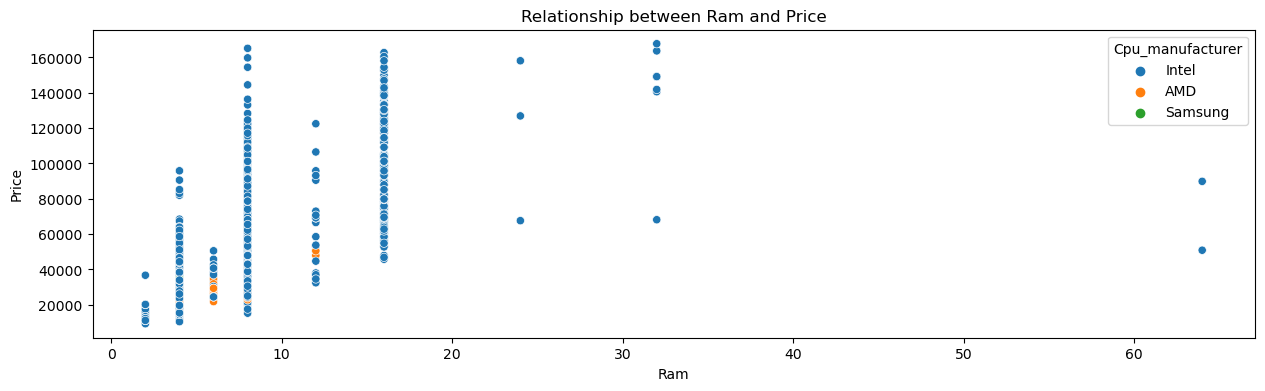 Relationship between Ram and Price
Cpu_manufacturer
Intel
AMD
Samsung
160000
140000
120000
100000
80000
60000
40000
20000
Price
0 10 20 30 40 50 60
Ram